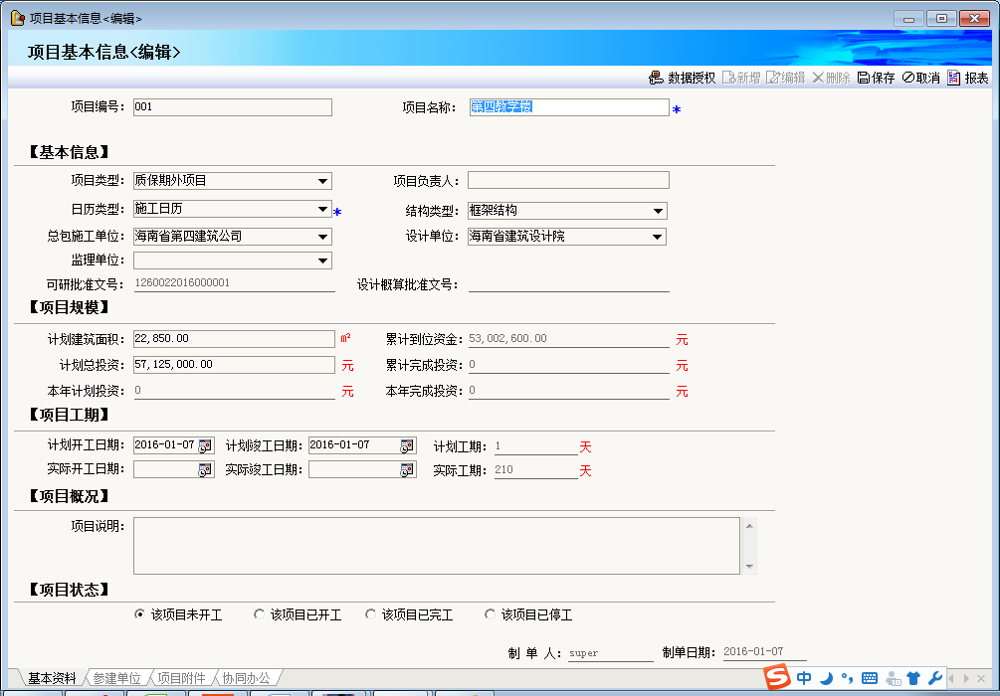 项目基本信息<编辑>
项目基本信息<编辑>
数据授权 新增 编辑 删除 保存 取消 报表
项目编号: 001 项目名称: 第四教学楼 *
【基本信息】
项目类型: 质保期外项目 项目负责人:
日历类型: 施工日历 * 结构类型: 框架结构
总包施工单位: 海南省第四建筑公司 设计单位: 海南省建筑设计院
监理单位:
可研批准文号: 1260022016000001 设计概算批准文号:
【项目规模】
计划建筑面积: 22,850.00 ㎡ 累计到位资金: 53,002,600.00 元
计划总投资: 57,125,000.00 元 累计完成投资: 0 元
本年计划投资: 0 元 本年完成投资: 0 元
【项目工期】
计划开工日期: 2016-01-07 计划竣工日期: 2016-01-07 计划工期: 1 天
实际开工日期: 实际竣工日期: 实际工期: 210 天
【项目概况】
项目说明:
【项目状态】
该项目未开工 该项目已开工 该项目已完工 该项目已停工
制 单 人: super 制单日期: 2016-01-07
基本资料 参建单位 项目附件 协同办公
S 中